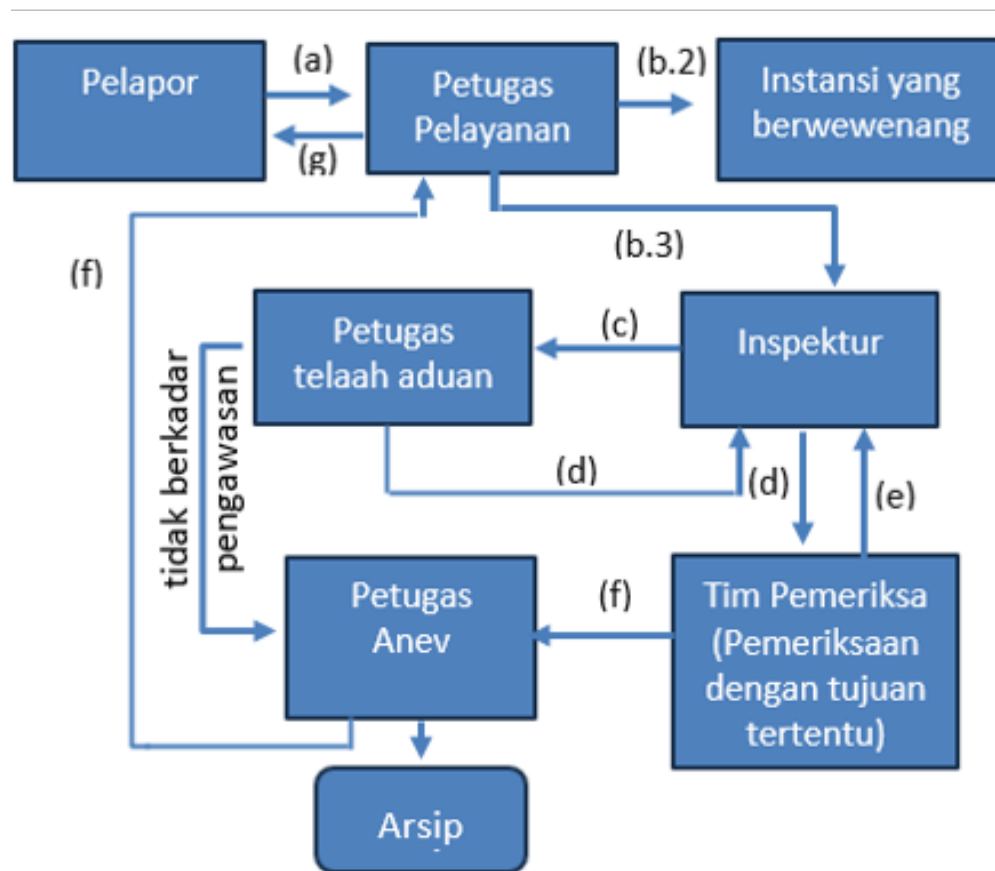 Pelapor
(a)
(g)
Petugas
Pelayanan
(b.2)
Instansi yang
berwewenang
(f)
(b.3)
Petugas
telaah aduan
(c)
Inspektur
tidak berkadar
pengawasan
(d)
(d)
(e)
Petugas
Anev
(f)
Tim Pemeriksa
(Pemeriksaan
dengan tujuan
tertentu)
Arsip